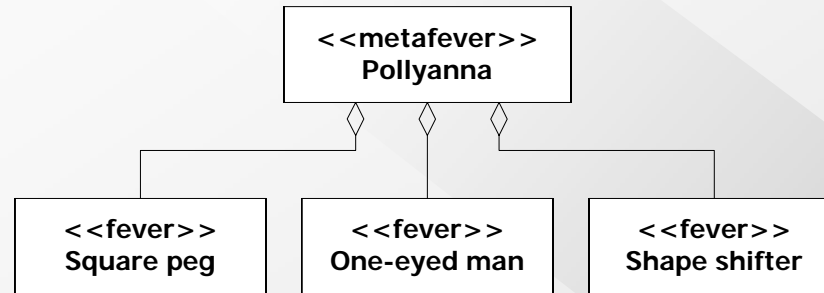 <<metafever>>
Pollyanna
<<fever>>
Square peg
<<fever>>
One-eyed man
<<fever>>
Shape shifter